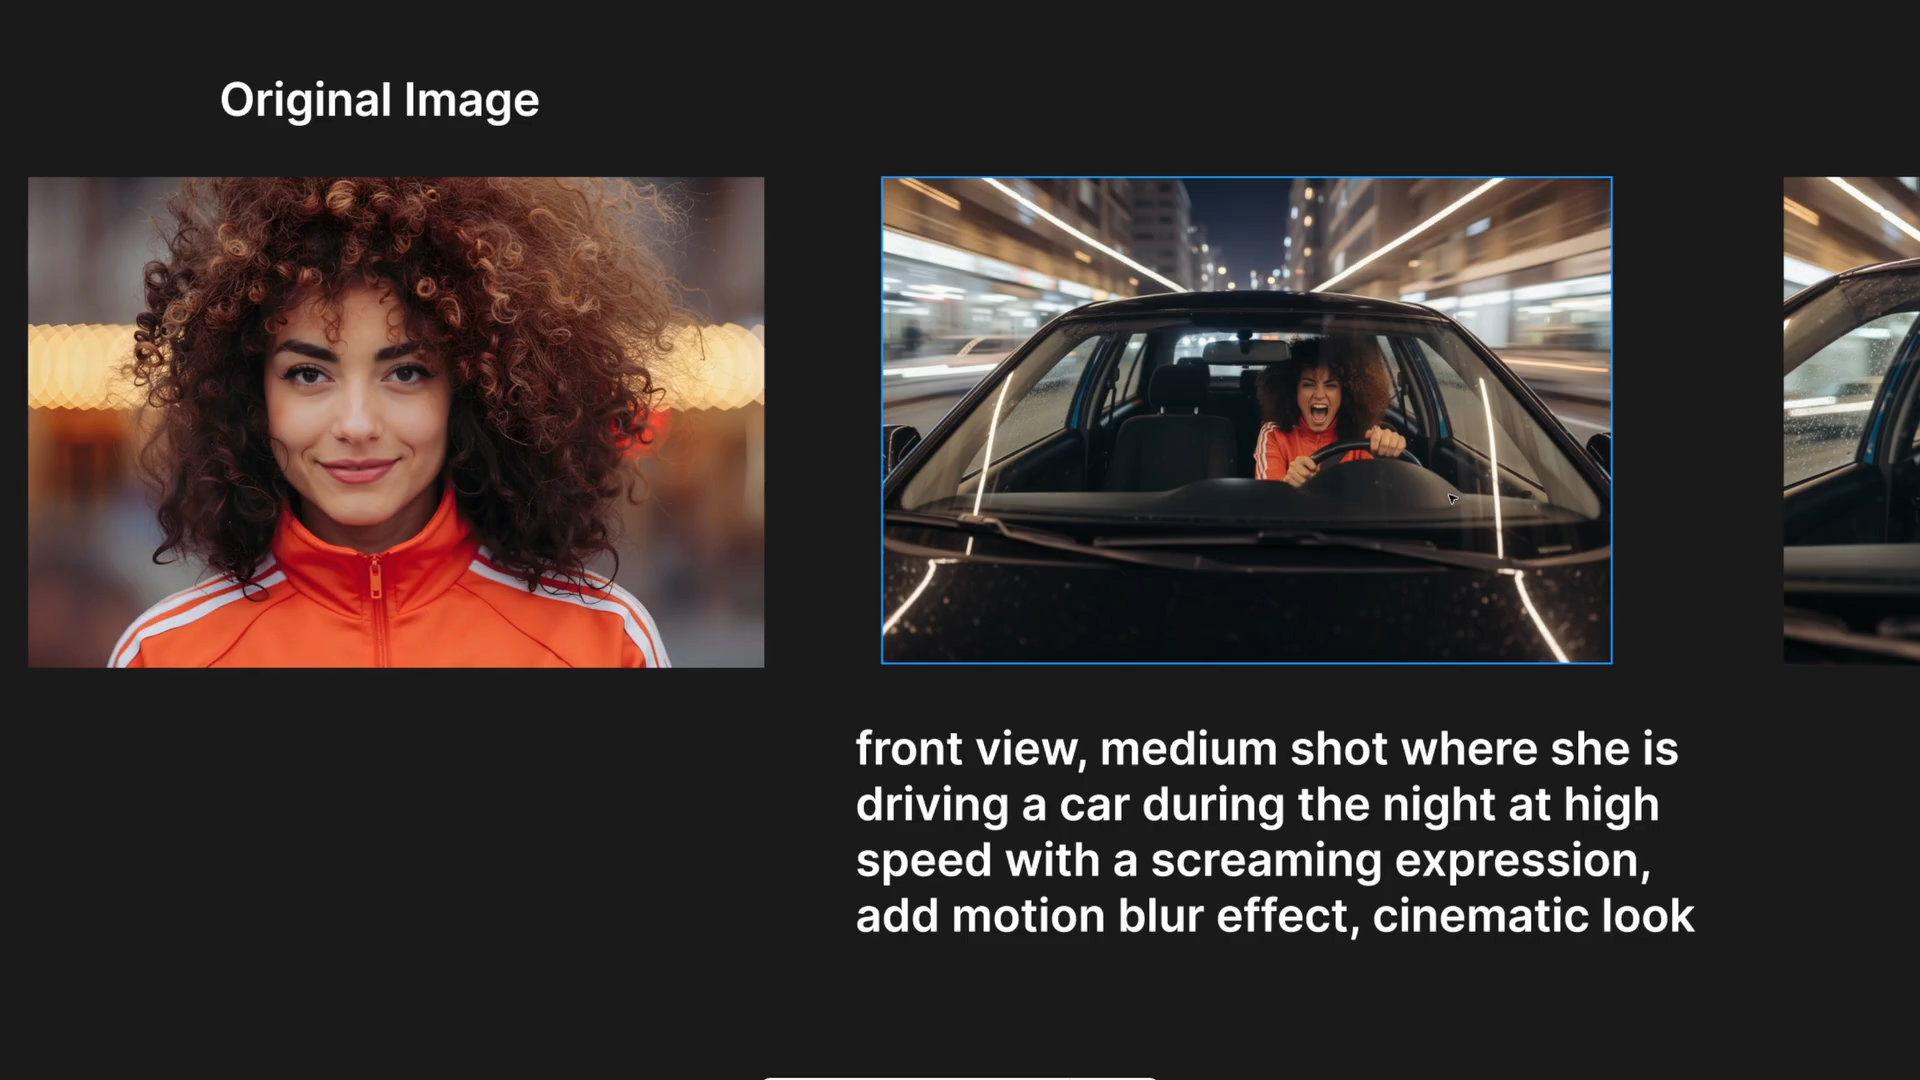 Original Image
front view, medium shot where she is
driving a car during the night at high
speed with a screaming expression,
add motion blur effect, cinematic look